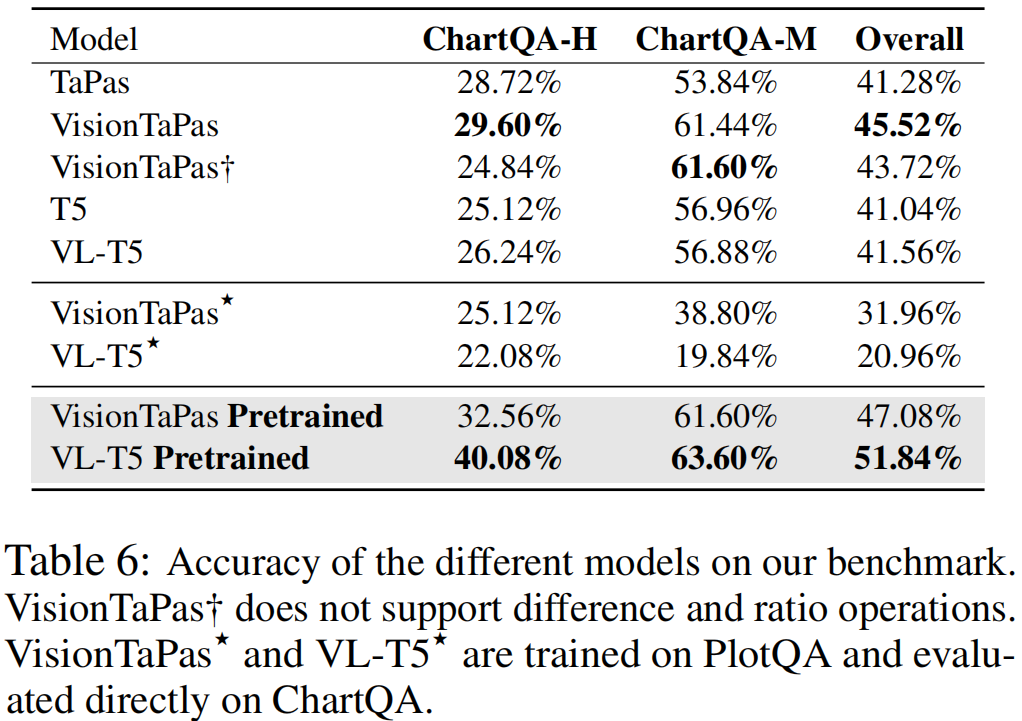 Model ChartQA-H ChartQA-M Overall
TaPas 28.72% 53.84% 41.28%
VisionTaPas 29.60% 61.44% 45.52%
VisionTaPas† 24.84% 61.60% 43.72%
T5 25.12% 56.96% 41.04%
VL-T5 26.24% 56.88% 41.56%
VisionTaPas★ 25.12% 38.80% 31.96%
VL-T5★ 22.08% 19.84% 20.96%
VisionTaPas Pretrained 32.56% 61.60% 47.08%
VL-T5 Pretrained 40.08% 63.60% 51.84%
Table 6: Accuracy of the different models on our benchmark.
VisionTaPas† does not support difference and ratio operations.
VisionTaPas★ and VL-T5★ are trained on PlotQA and evalu-
ated directly on ChartQA.